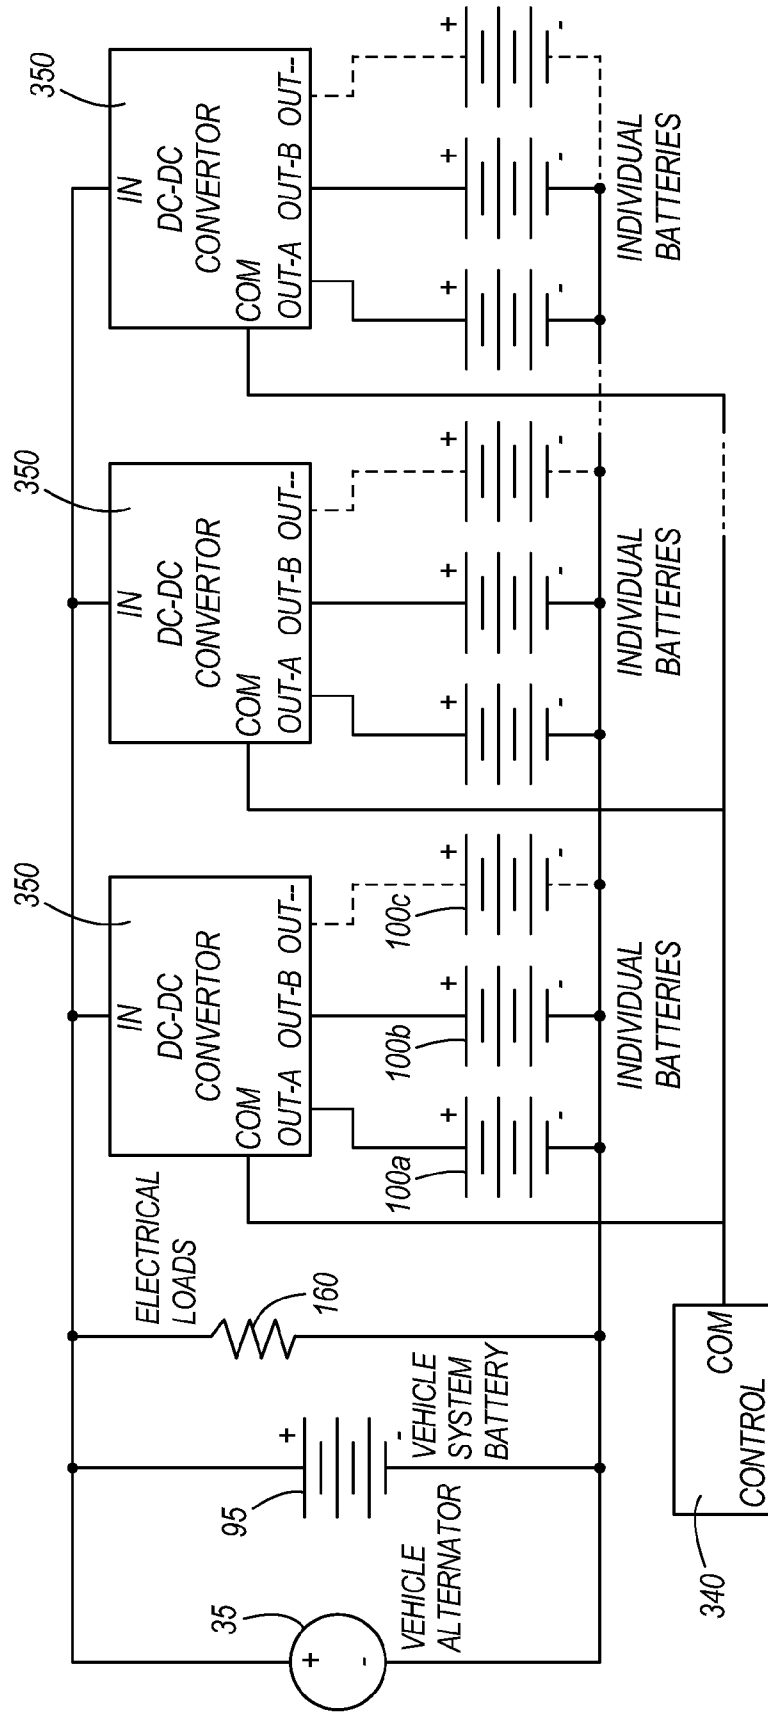 35
+
-
VEHICLE
ALTERNATOR
95
+
-
VEHICLE
SYSTEM
BATTERY
ELECTRICAL
LOADS
160
340
COM
CONTROL
350
IN
DC-DC
CONVERTOR
COM
OUT-A OUT-B OUT--
100a
+
-
100b
+
-
100c
+
-
INDIVIDUAL
BATTERIES
350
IN
DC-DC
CONVERTOR
COM
OUT-A OUT-B OUT--
+
-
+
-
+
-
INDIVIDUAL
BATTERIES
350
IN
DC-DC
CONVERTOR
COM
OUT-A OUT-B OUT--
+
-
+
-
+
-
INDIVIDUAL
BATTERIES